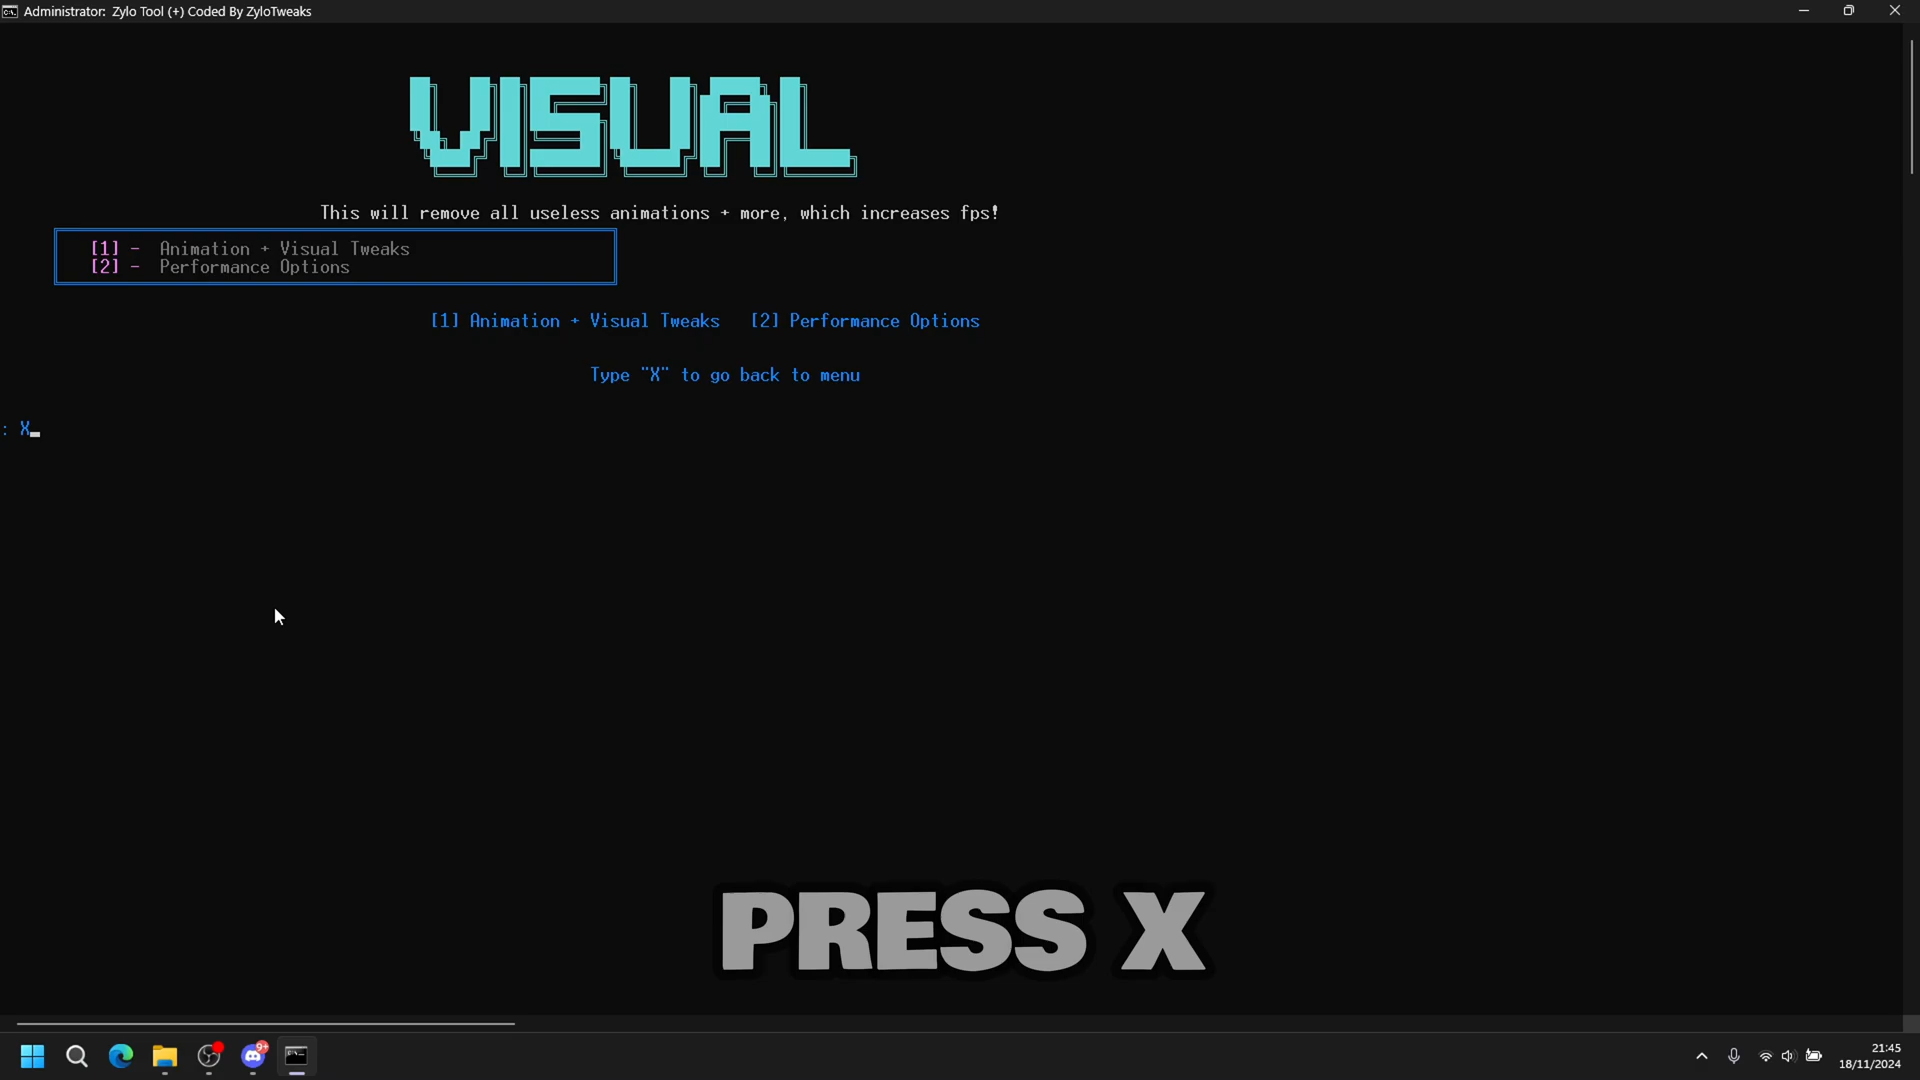 Administrator: Zylo Tool (+) Coded By ZyloTweaks
VISUAL
This will remove all useless animations + more, which increases fps!
[1] - Animation + Visual Tweaks
[2] - Performance Options
[1] Animation + Visual Tweaks [2] Performance Options
Type "X" to go back to menu
: X_
PRESS X
9+
21:45
18/11/2024